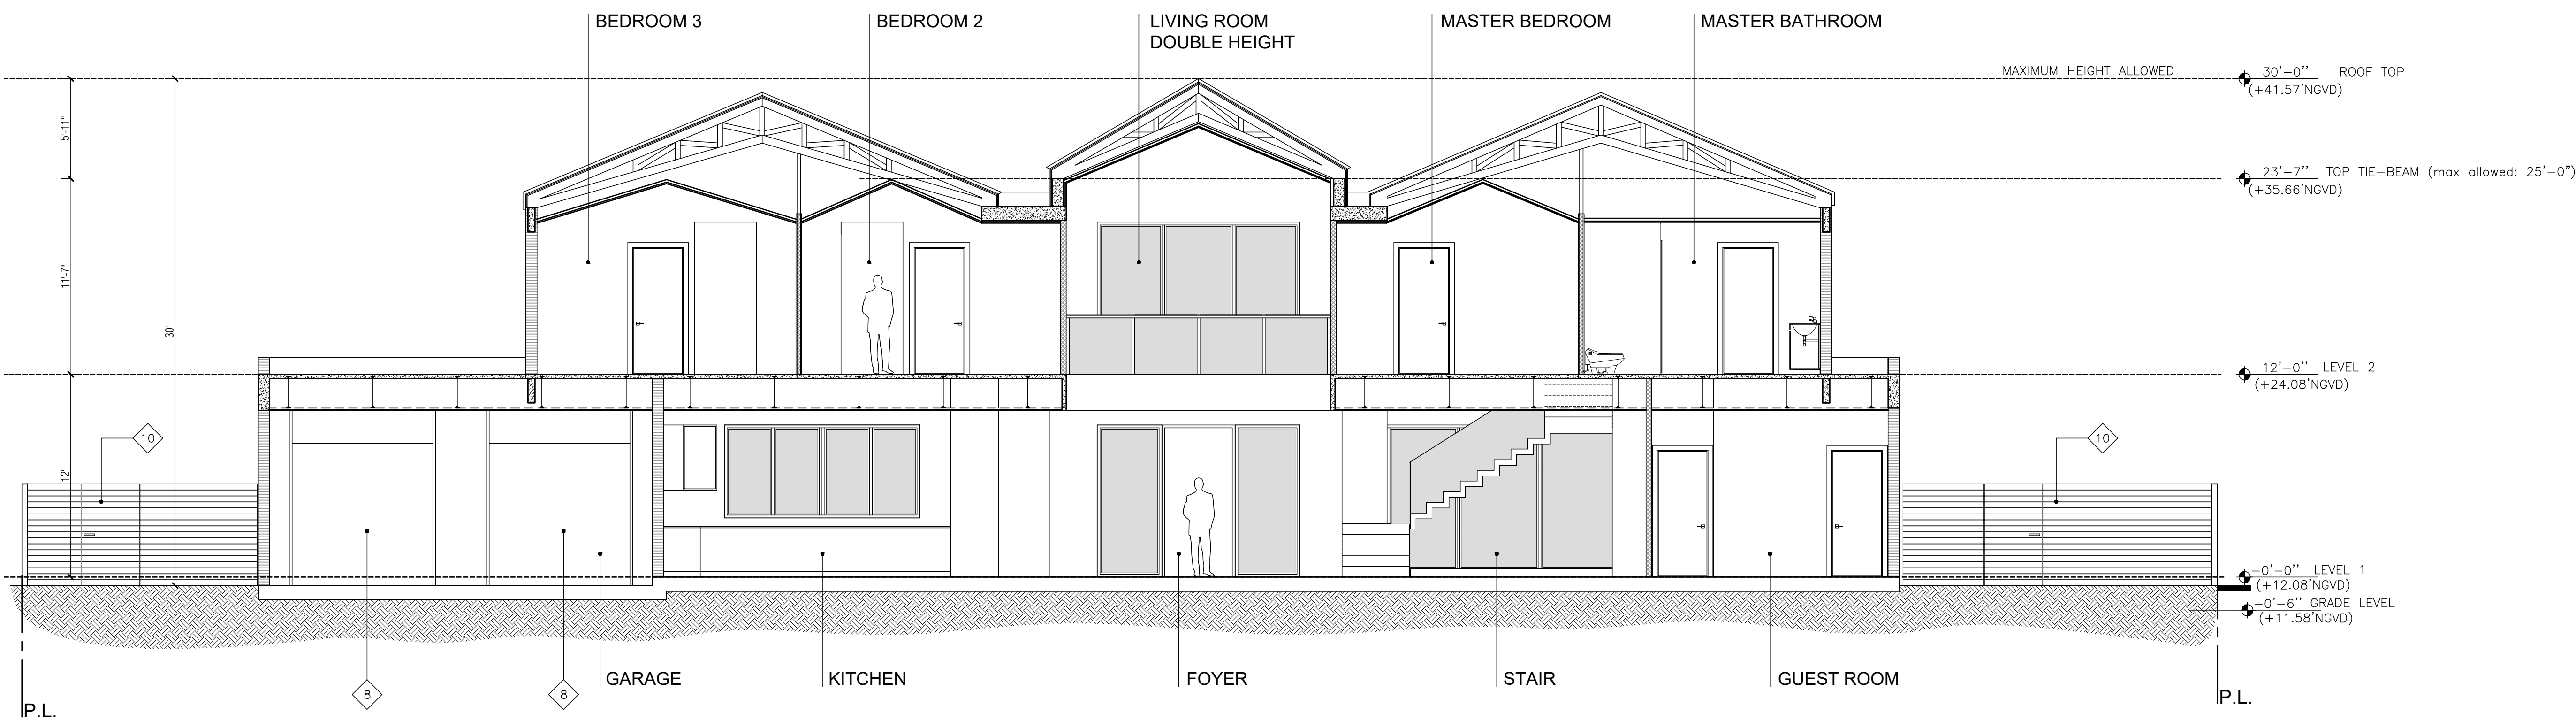 BEDROOM 3
BEDROOM 2
LIVING ROOM
DOUBLE HEIGHT
MASTER BEDROOM
MASTER BATHROOM
MAXIMUM HEIGHT ALLOWED
30'-0'' ROOF TOP
(+41.57'NGVD)
5'-11"
23'-7'' TOP TIE-BEAM (max allowed: 25'-0")
(+35.66'NGVD)
11'-7"
30'
12'-0'' LEVEL 2
(+24.08'NGVD)
10
10
12'
-0'-0'' LEVEL 1
(+12.08'NGVD)
-0'-6'' GRADE LEVEL
(+11.58'NGVD)
8
8
GARAGE
KITCHEN
FOYER
STAIR
GUEST ROOM
P.L.
P.L.